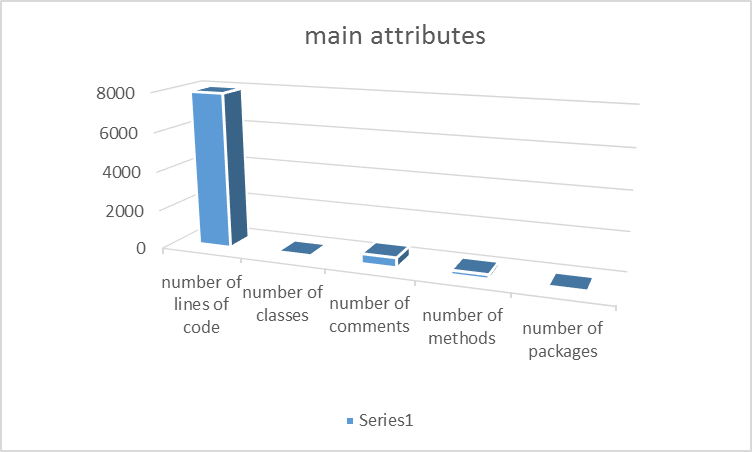 main attributes
8000
6000
4000
2000
0
number of
lines of
code
number of
classes
number of
comments
number of
methods
number of
packages
Series1